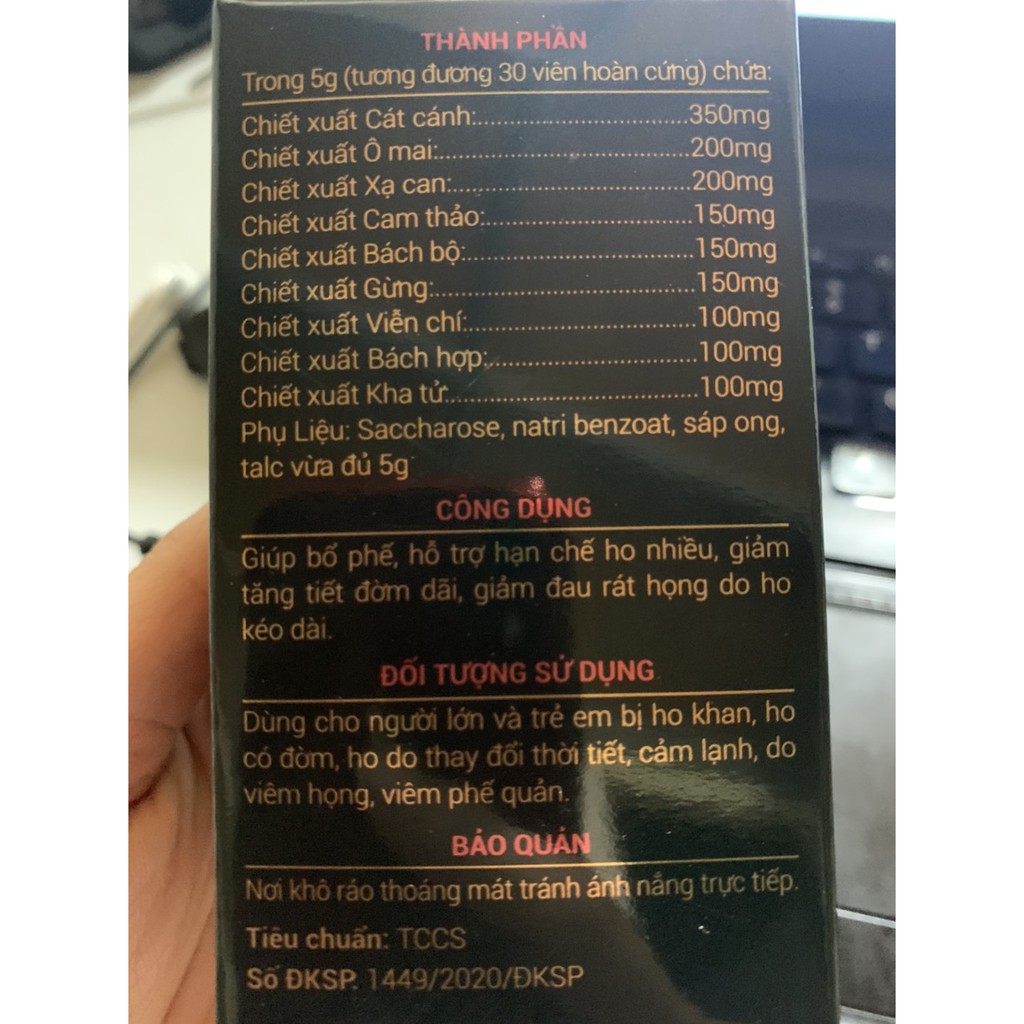 THÀNH PHẦN
Trong 5g (tương đương 30 viên hoàn cứng) chứa:
Chiết xuất Cát cánh:................................350mg
Chiết xuất Ô mai:......................................200mg
Chiết xuất Xạ can:....................................200mg
Chiết xuất Cam thảo:...............................150mg
Chiết xuất Bách bộ:..................................150mg
Chiết xuất Gừng:.......................................150mg
Chiết xuất Viễn chí:..................................100mg
Chiết xuất Bách hợp:...............................100mg
Chiết xuất Kha tử:.....................................100mg
Phụ Liệu: Saccharose, natri benzoat, sáp ong,
talc vừa đủ 5g
CÔNG DỤNG
Giúp bổ phế, hỗ trợ hạn chế ho nhiều, giảm
tăng tiết đờm dãi, giảm đau rát họng do ho
kéo dài.
ĐỐI TƯỢNG SỬ DỤNG
Dùng cho người lớn và trẻ em bị ho khan, ho
có đờm, ho do thay đổi thời tiết, cảm lạnh, do
viêm họng, viêm phế quản.
BẢO QUẢN
Nơi khô ráo thoáng mát tránh ánh nắng trực tiếp.
Tiêu chuẩn: TCCS
Số ĐKSP. 1449/2020/ĐKSP